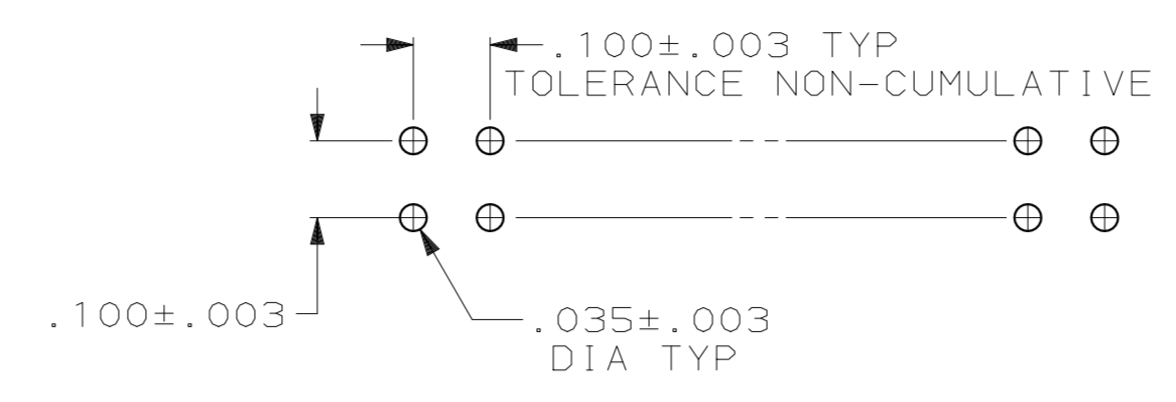 .100±.003 TYP
TOLERANCE NON-CUMULATIVE
.100±.003
.035±.003
DIA TYP